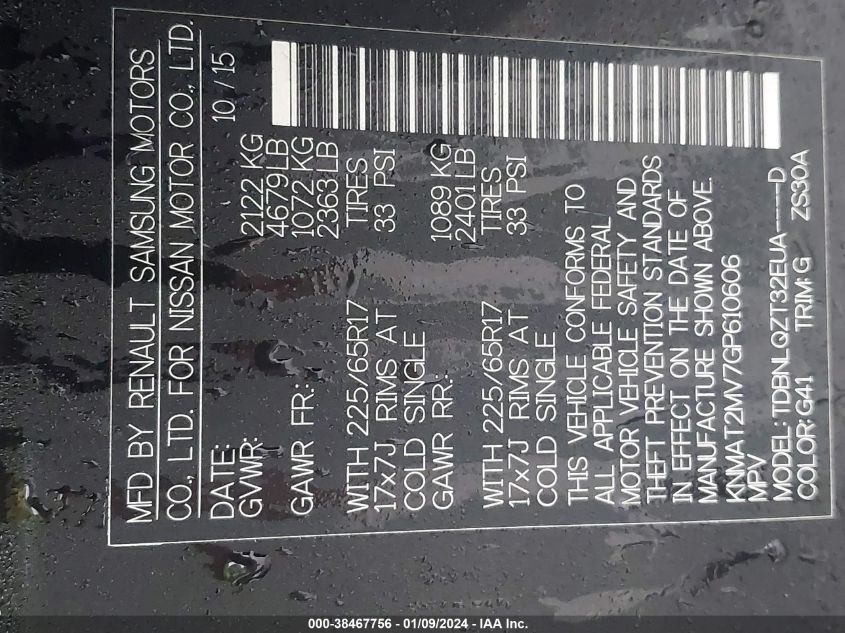 MFD BY RENAULT SAMSUNG MOTORS
CO., LTD. FOR NISSAN MOTOR CO., LTD.
DATE: 10 / 15
GVWR: 2122 KG
4679 LB
GAWR FR.: 1072 KG
2363 LB
WITH 225/65R17 TIRES
17x7J RIMS AT 33 PSI
COLD SINGLE
GAWR RR.: 1089 KG
2401 LB
WITH 225/65R17 TIRES
17x7J RIMS AT 33 PSI
COLD SINGLE
THIS VEHICLE CONFORMS TO
ALL APPLICABLE FEDERAL
MOTOR VEHICLE SAFETY AND
THEFT PREVENTION STANDARDS
IN EFFECT ON THE DATE OF
MANUFACTURE SHOWN ABOVE.
KNMAT2MV7GP610606
MPV
MODEL: TDBNLQZT32EUA-----D
COLOR: G41 TRIM: G ZS30A
000-38467756 - 01/09/2024 - IAA Inc.